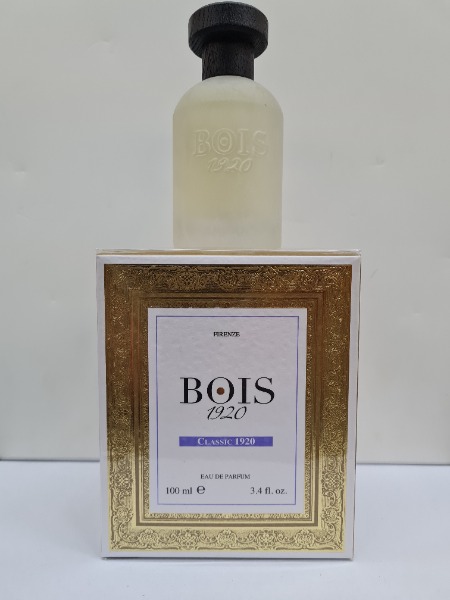 BOIS
1920
FIRENZE
BOIS
1920
CLASSIC 1920
EAU DE PARFUM
100 ml ℮ 3.4 fl. oz.